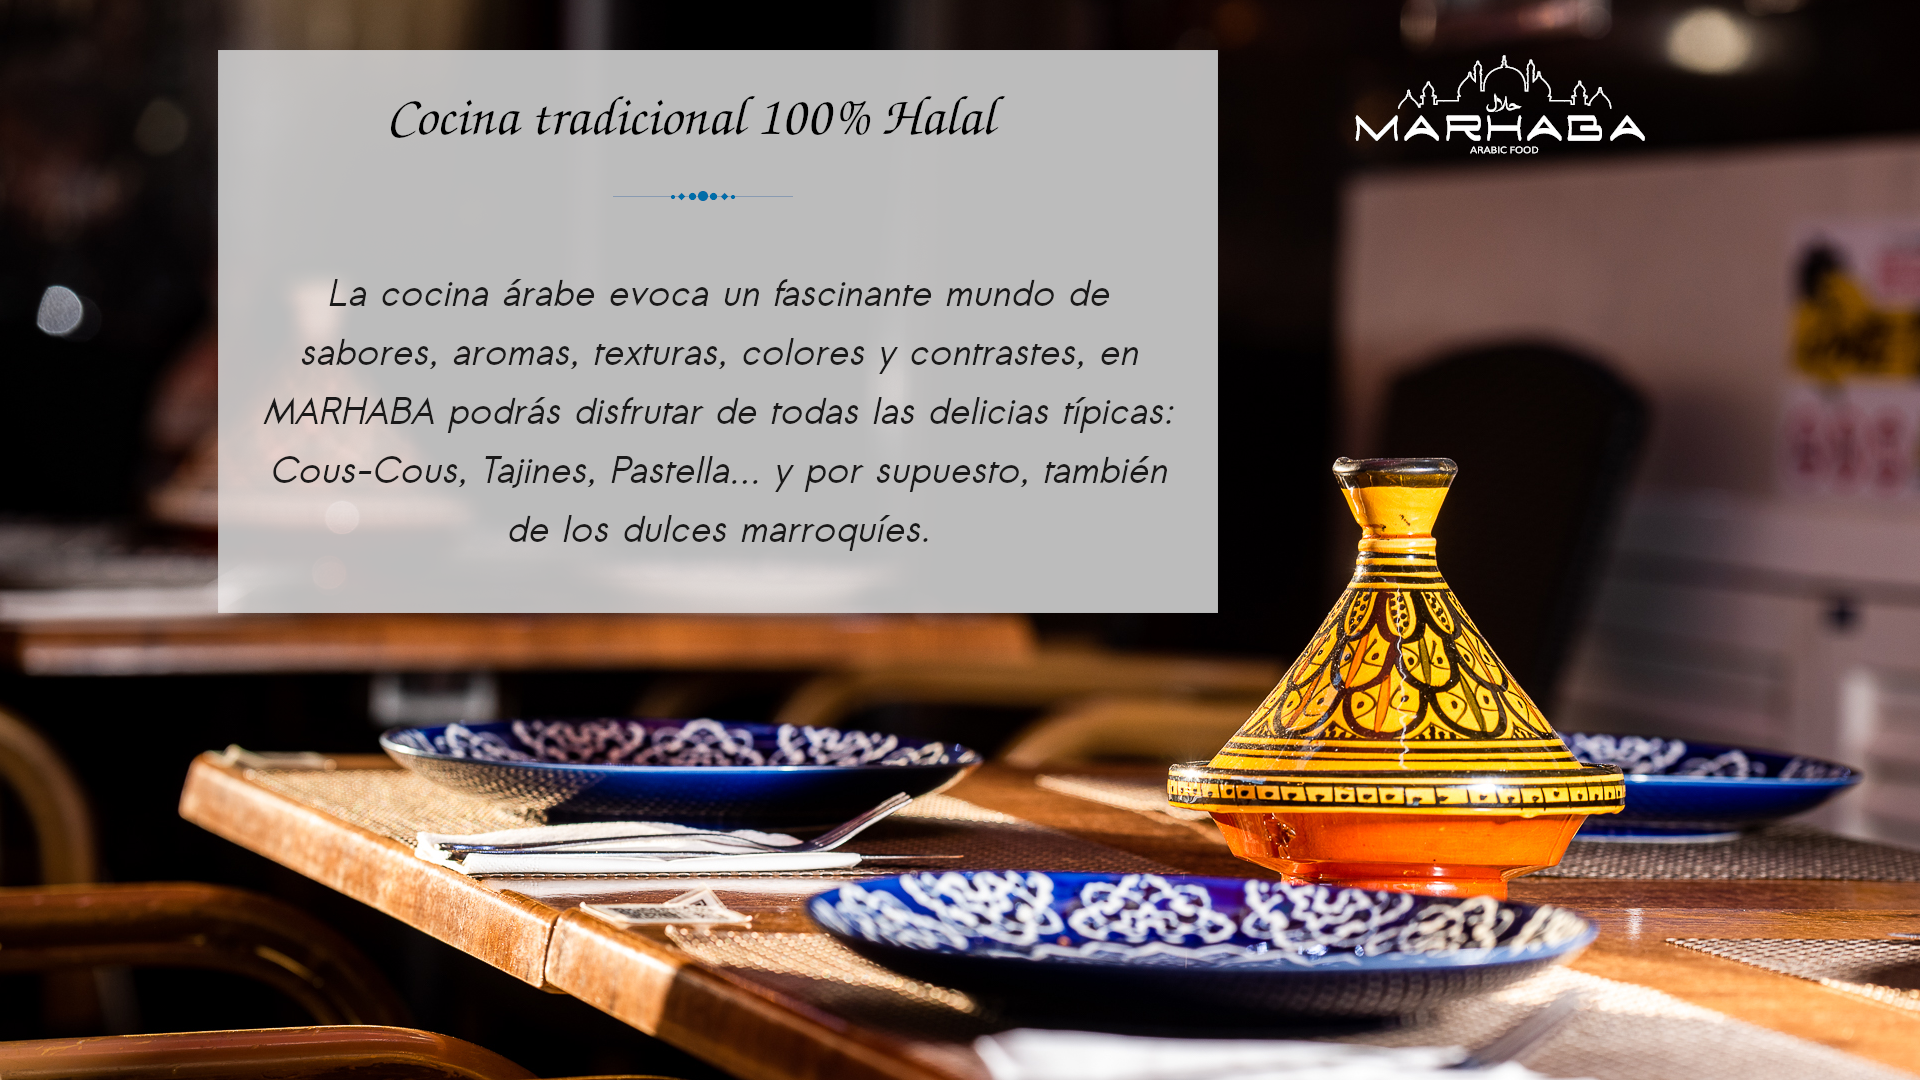 Cocina tradicional 100% Halal
حلال
MARHABA
ARABIC FOOD
La cocina árabe evoca un fascinante mundo de
sabores, aromas, texturas, colores y contrastes, en
MARHABA podrás disfrutar de todas las delicias típicas:
Cous-Cous, Tajines, Pastella... y por supuesto, también
de los dulces marroquíes.